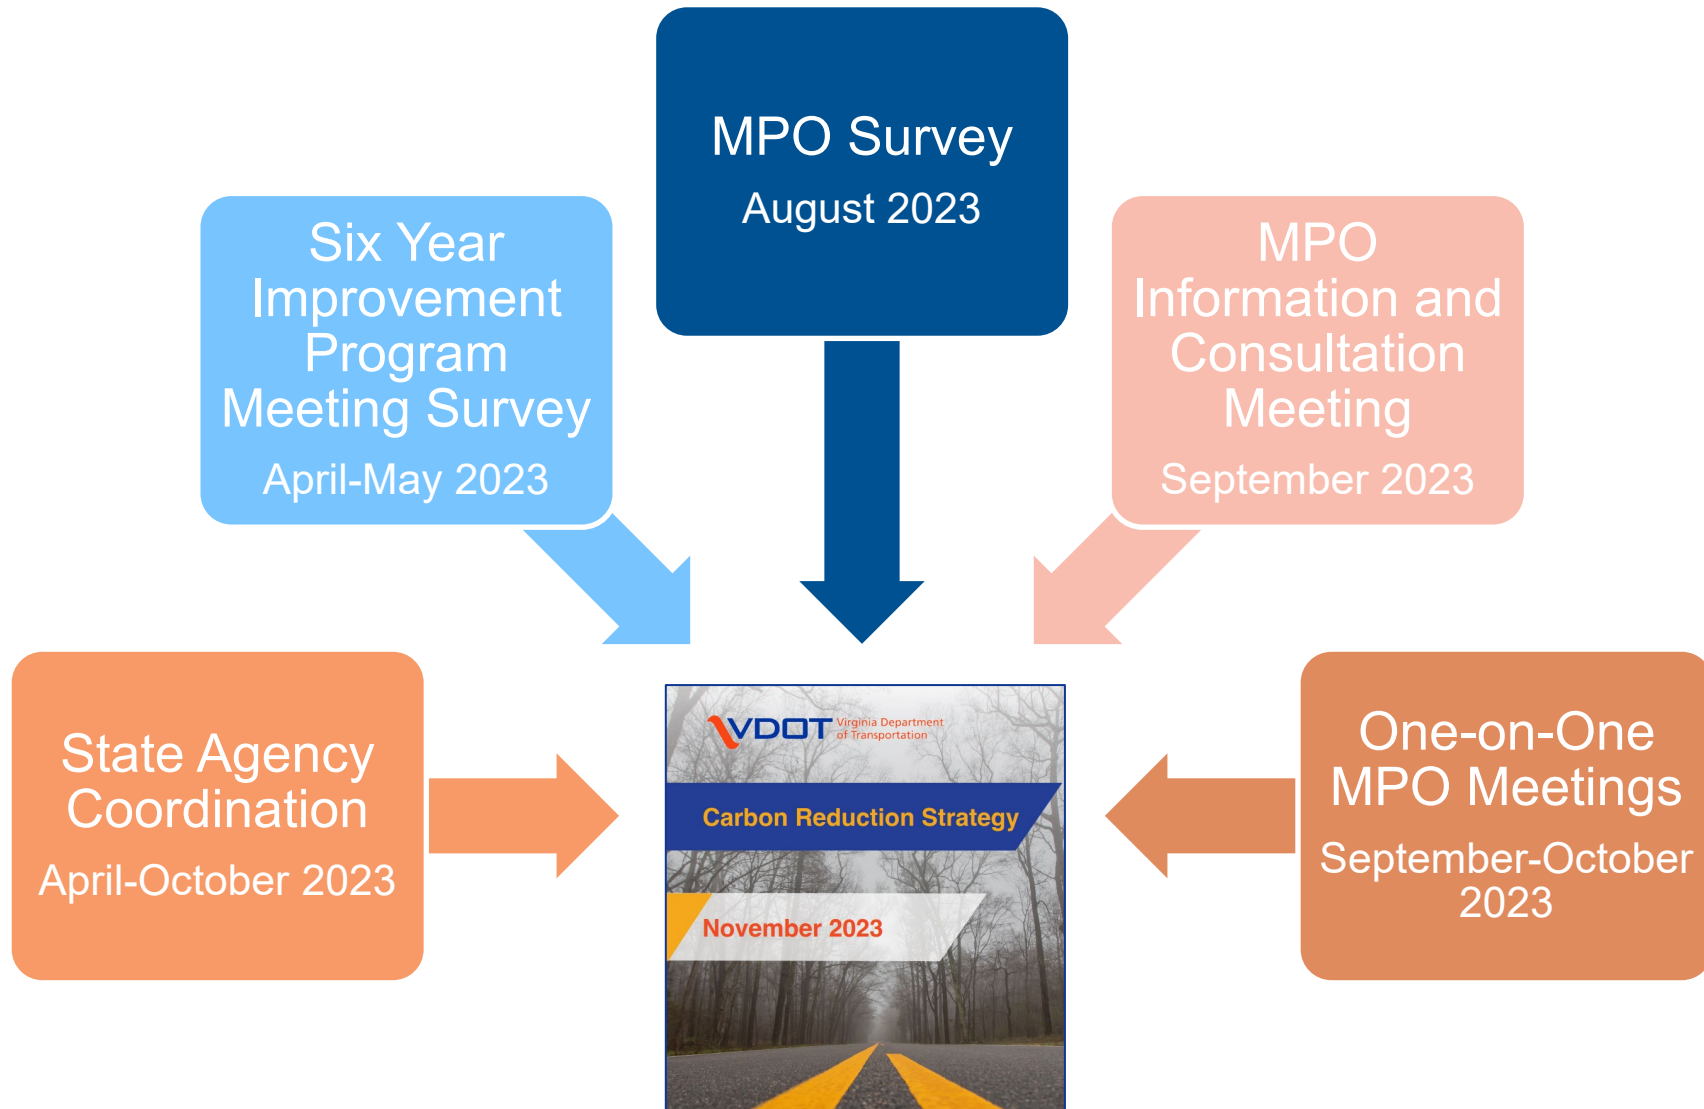 MPO Survey
August 2023
Six Year
Improvement
Program
Meeting Survey
April-May 2023
MPO
Information and
Consultation
Meeting
September 2023
State Agency
Coordination
April-October 2023
VDOT Virginia Department
of Transportation
Carbon Reduction Strategy
November 2023
One-on-One
MPO Meetings
September-October
2023